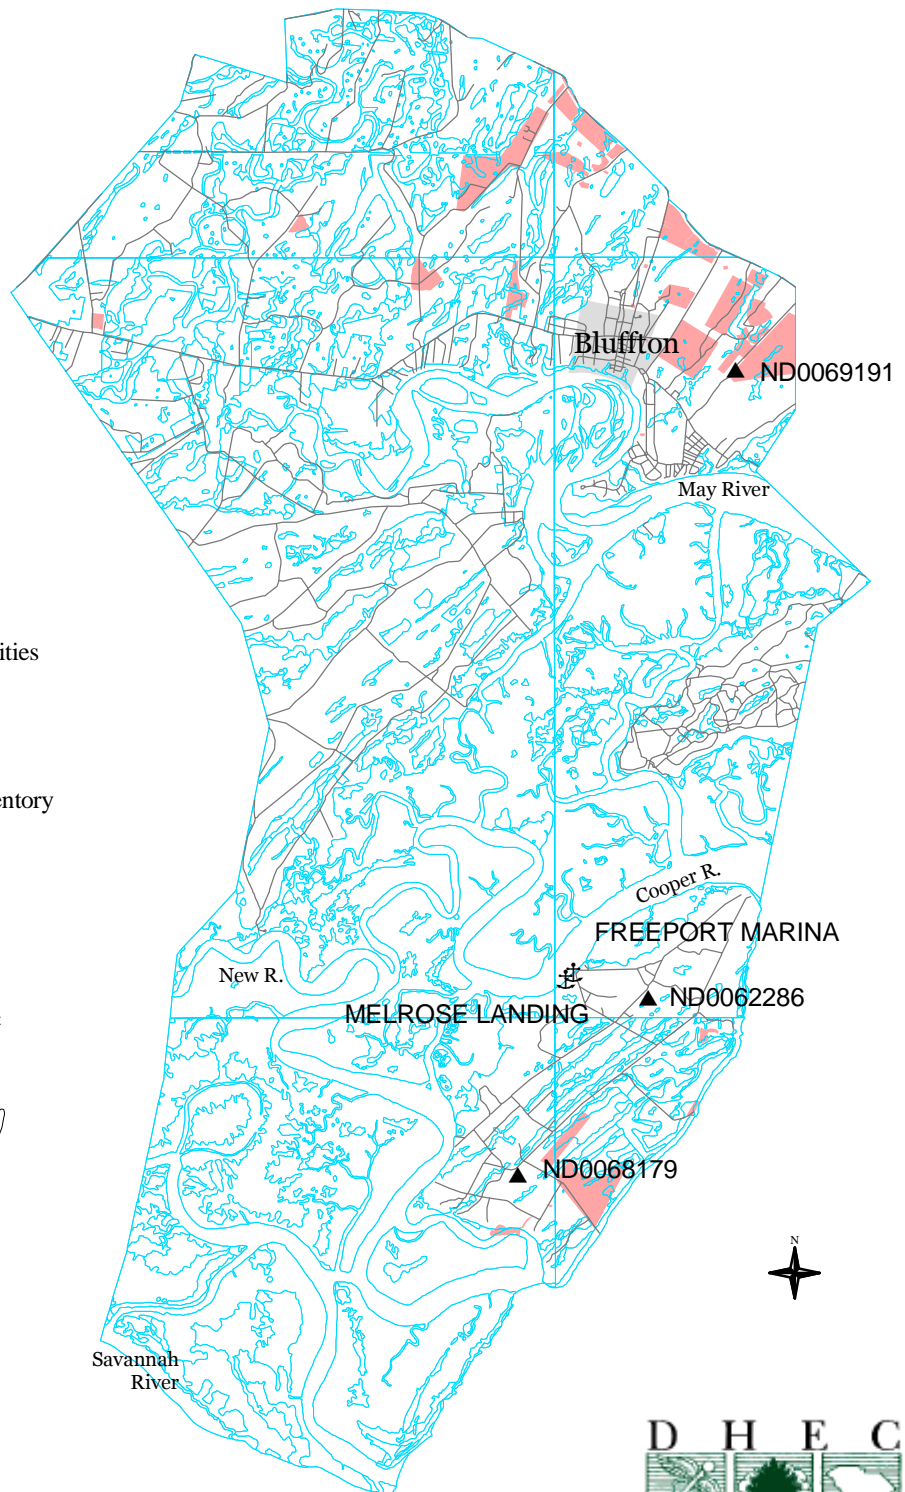 Bluffton
ND0069191
May River
ities
entory
Cooper R.
FREEPORT MARINA
New R.
ND0062286
MELROSE LANDING
ND0068179
N
Savannah
River
D H E C